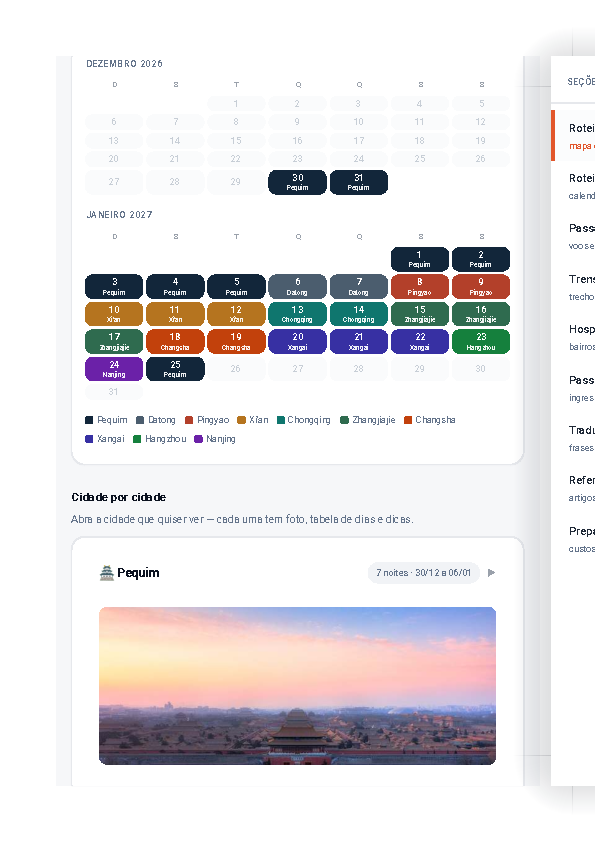 DEZEMBRO 2026
D S T Q Q S S
1 2 3 4 5
6 7 8 9 10 11 12
13 14 15 16 17 18 19
20 21 22 23 24 25 26
27 28 29 30 31
Pequim Pequim
JANEIRO 2027
D S T Q Q S S
1 2
Pequim Pequim
3 4 5 6 7 8 9
Pequim Pequim Pequim Datong Datong Pingyao Pingyao
10 11 12 13 14 15 16
Xi'an Xi'an Xi'an Chongqing Chongqing Zhangjiajie Zhangjiajie
17 18 19 20 21 22 23
Zhangjiajie Changsha Changsha Xangai Xangai Xangai Hangzhou
24 25 26 27 28 29 30
Nanjing Pequim
31
Pequim Datong Pingyao Xi'an Chongqing Zhangjiajie Changsha
Xangai Hangzhou Nanjing
Cidade por cidade
Abra a cidade que quiser ver — cada uma tem foto, tabela de dias e dicas.
Pequim
7 noites · 30/12 a 06/01
SEÇÕE
Rotei
mapa
Rotei
calend
Pass
voo se
Trens
trecho
Hosp
bairros
Pass
ingres
Tradu
frases
Refer
artigos
Prepa
custos